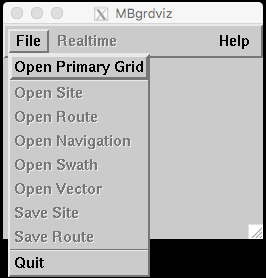 MBgrdviz
File Realtime Help
Open Primary Grid
Open Site
Open Route
Open Navigation
Open Swath
Open Vector
Save Site
Save Route
Quit